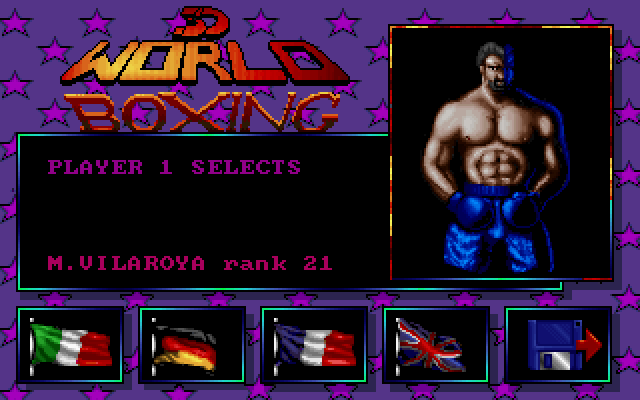 3D
WORLD
BOXING
PLAYER 1 SELECTS
M.VILAROYA rank 21